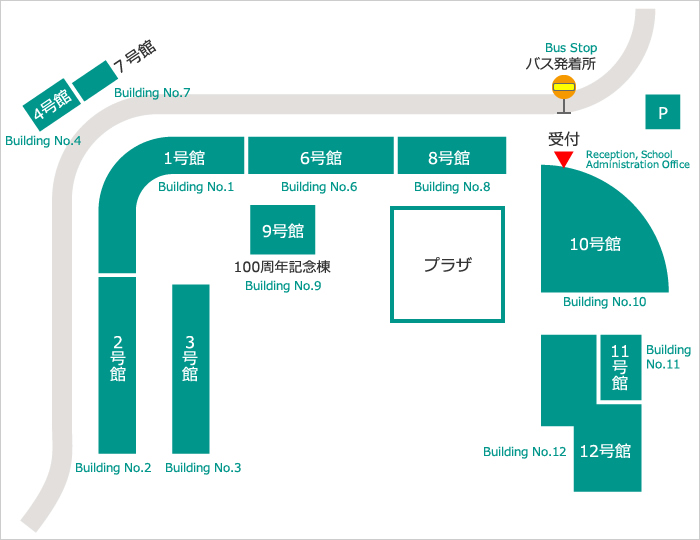 Bus Stop
バス発着所
7号館
Building No.7
4号館
Building No.4
P
受付
Reception, School
Administration Office
1号館
Building No.1
6号館
Building No.6
8号館
Building No.8
9号館
100周年記念棟
Building No.9
プラザ
10号館
Building No.10
2号館
Building No.2
3号館
Building No.3
11号館
Building
No.11
12号館
Building No.12